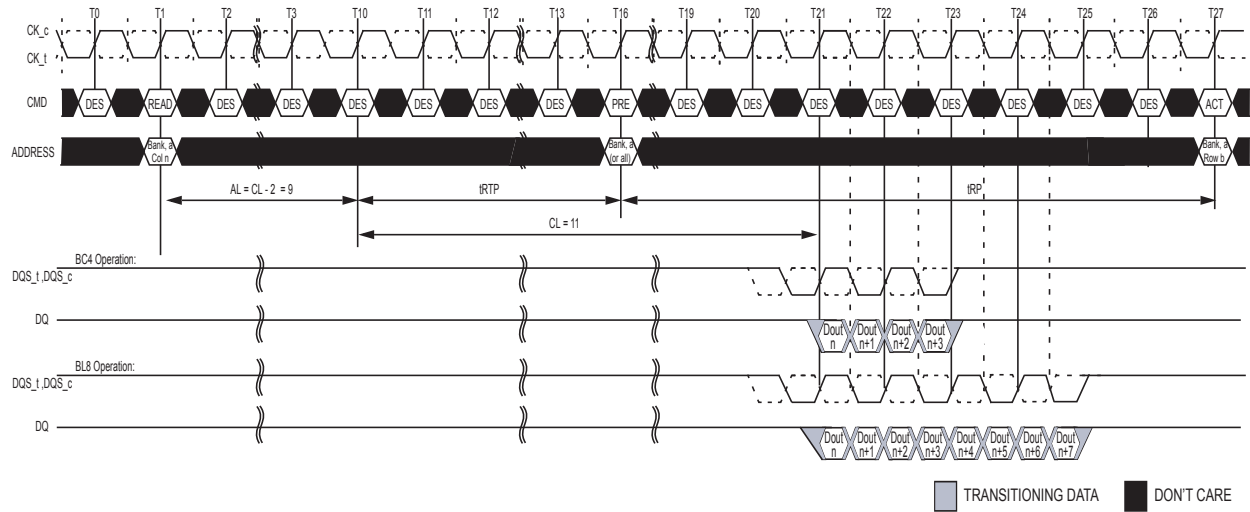 T0 T1 T2 T3 T10 T11 T12 T13 T16 T19 T20 T21 T22 T23 T24 T25 T26 T27
CK_c
CK_t
CMD DES READ DES DES DES DES DES DES PRE DES DES DES DES DES DES DES DES ACT
ADDRESS Bank, a Col n Bank, a (or all) Bank, a Row b
AL = CL - 2 = 9 tRTP tRP
CL = 11
BC4 Operation:
DQS_t ,DQS_c
DQ
Dout n Dout n+1 Dout n+2 Dout n+3
BL8 Operation:
DQS_t ,DQS_c
DQ
Dout n Dout n+1 Dout n+2 Dout n+3 Dout n+4 Dout n+5 Dout n+6 Dout n+7
TRANSITIONING DATA DON'T CARE